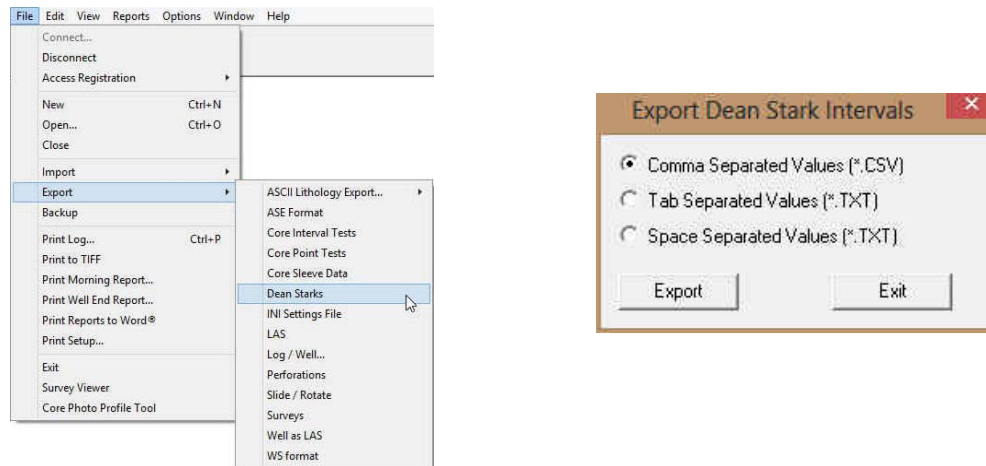 File Edit View Reports Options Window Help
Connect...
Disconnect
Access Registration
New Ctrl+N
Open... Ctrl+O
Close
Import
Export
Backup
Print Log... Ctrl+P
Print to TIFF
Print Morning Report...
Print Well End Report...
Print Reports to Word®
Print Setup...
Exit
Survey Viewer
Core Photo Profile Tool
ASCII Lithology Export...
ASE Format
Core Interval Tests
Core Point Tests
Core Sleeve Data
Dean Starks
INI Settings File
LAS
Log / Well...
Perforations
Slide / Rotate
Surveys
Well as LAS
WS format
Export Dean Stark Intervals
Comma Separated Values (*.CSV)
Tab Separated Values (*.TXT)
Space Separated Values (*.TXT)
Export Exit